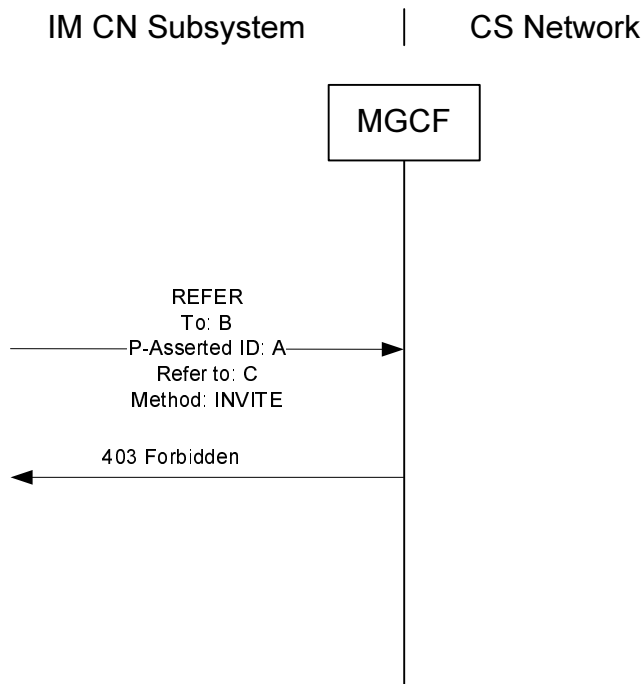 IM CN Subsystem | CS Network
MGCF
REFER
To: B
P-Asserted ID: A
Refer to: C
Method: INVITE
403 Forbidden